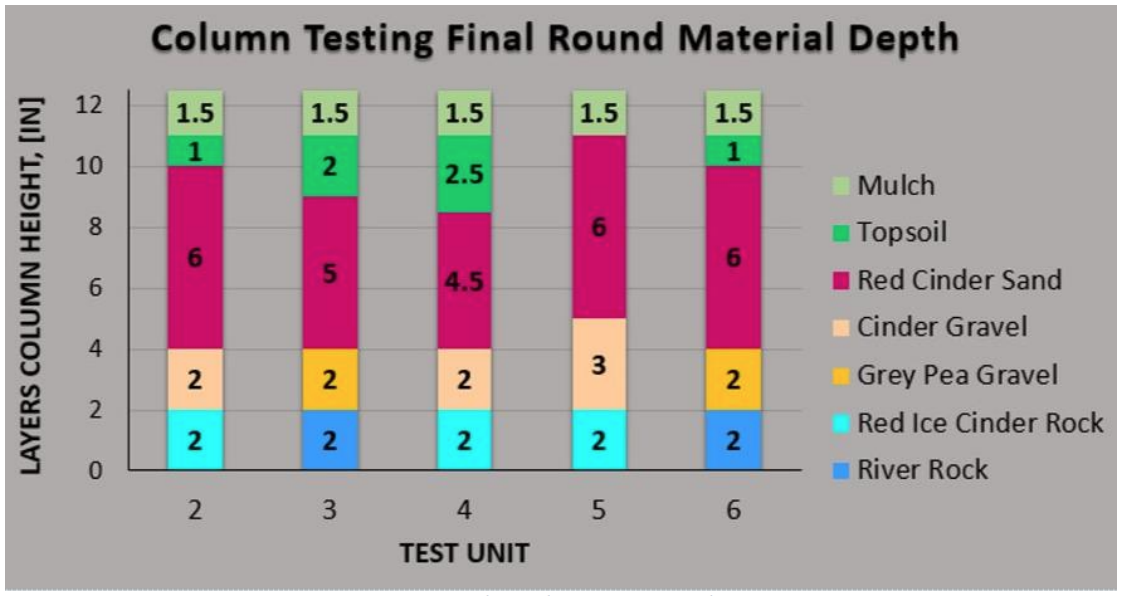 Column Testing Final Round Material Depth
LAYERS COLUMN HEIGHT, [IN]
12
10
8
6
4
2
0
1.5 1.5 1.5 1.5 1.5
1 2 2.5 1
6 5 4.5 6 6
2 2 2 3 2
2 2 2 2 2
2 3 4 5 6
TEST UNIT
Mulch
Topsoil
Red Cinder Sand
Cinder Gravel
Grey Pea Gravel
Red Ice Cinder Rock
River Rock